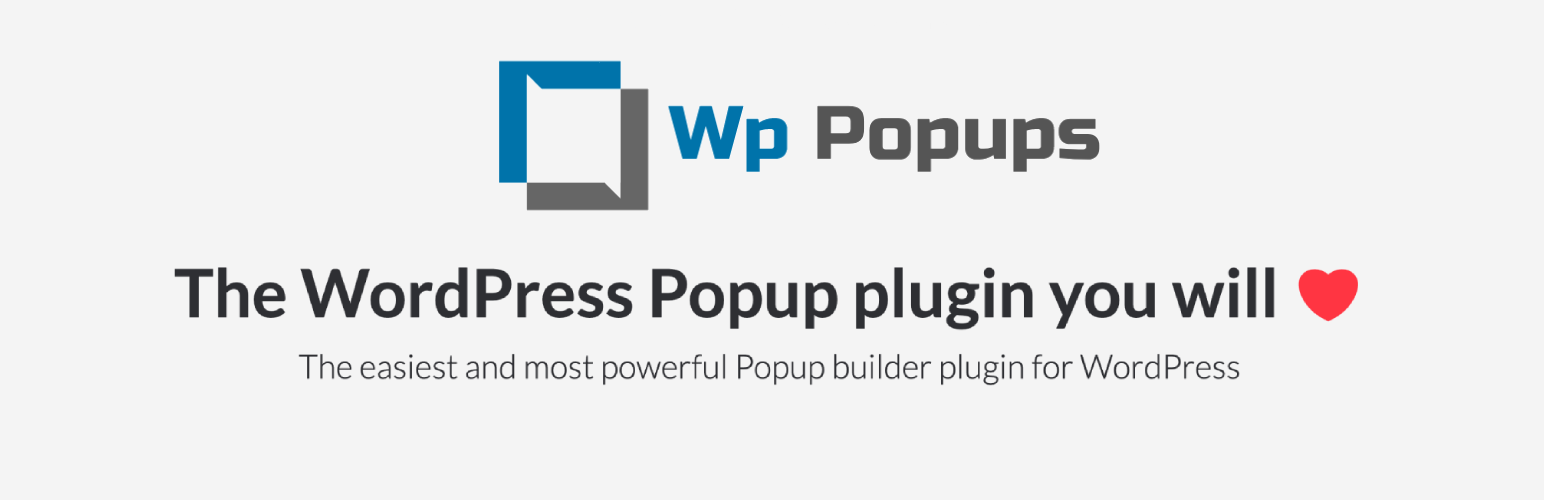 Wp Popups
The WordPress Popup plugin you will ❤
The easiest and most powerful Popup builder plugin for WordPress